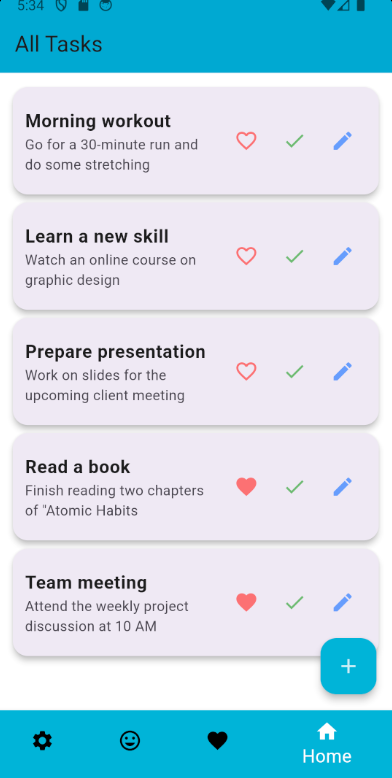 5:34
All Tasks
Morning workout
Go for a 30-minute run and
do some stretching
Learn a new skill
Watch an online course on
graphic design
Prepare presentation
Work on slides for the
upcoming client meeting
Read a book
Finish reading two chapters
of "Atomic Habits
Team meeting
Attend the weekly project
discussion at 10 AM
Home